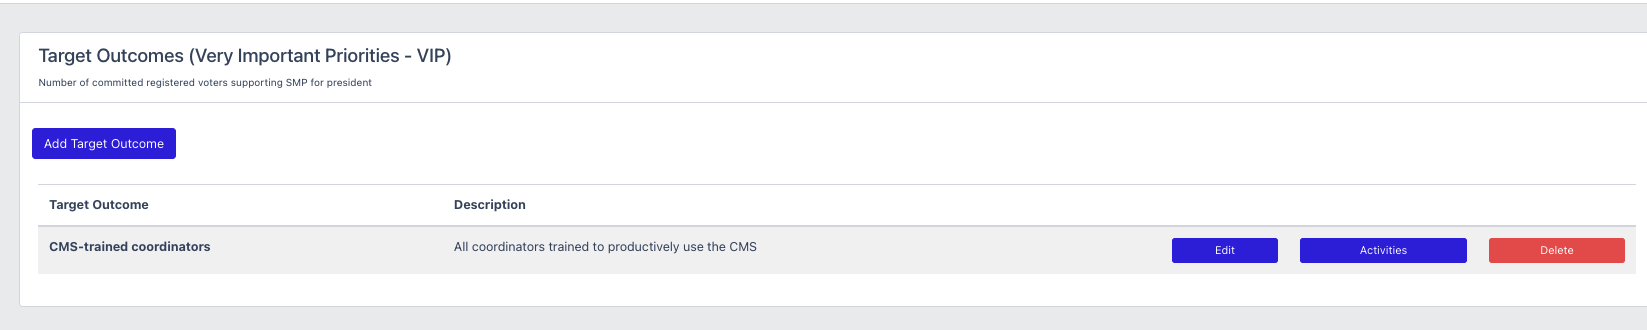 Target Outcomes (Very Important Priorities - VIP)
Number of committed registered voters supporting SMP for president
Add Target Outcome
Target Outcome Description
CMS-trained coordinators All coordinators trained to productively use the CMS Edit Activities Delete